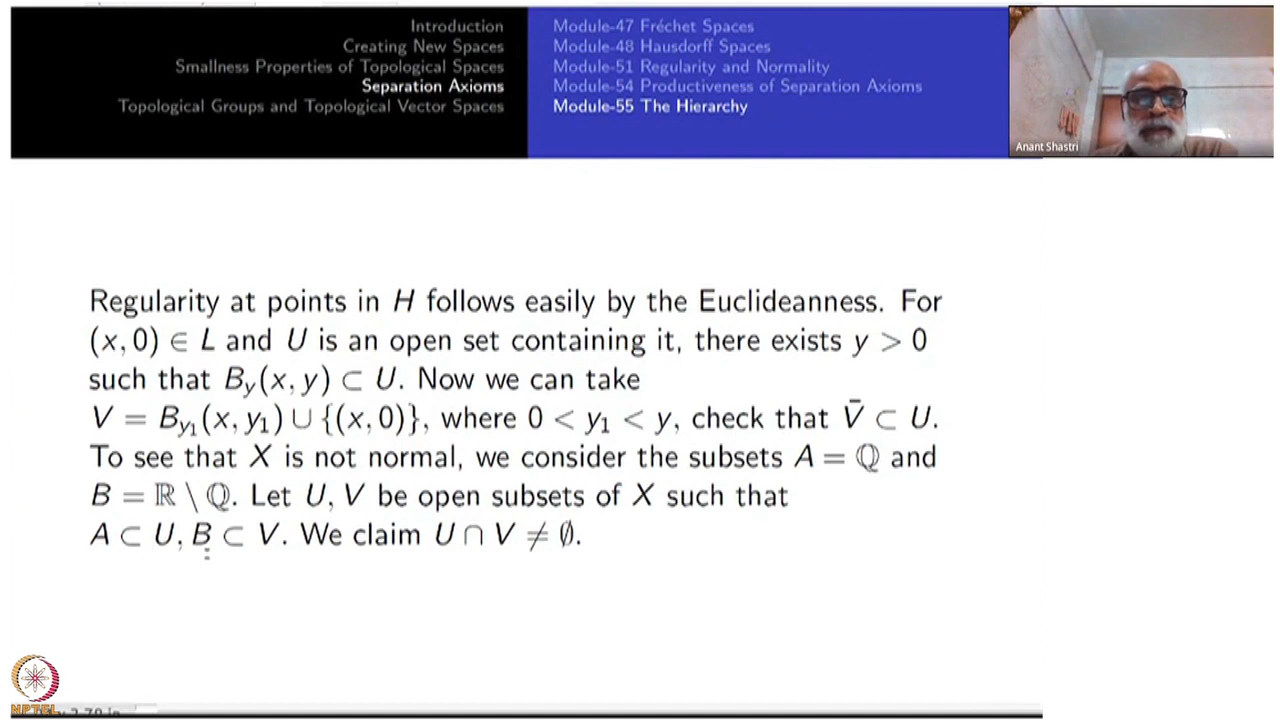 Introduction
Creating New Spaces
Smallness Properties of Topological Spaces
Separation Axioms
Topological Groups and Topological Vector Spaces
Module-47 Fréchet Spaces
Module-48 Hausdorff Spaces
Module-51 Regularity and Normality
Module-54 Productiveness of Separation Axioms
Module-55 The Hierarchy
Anant Shastri
Regularity at points in H follows easily by the Euclideanness. For
(x, 0) ∈ L and U is an open set containing it, there exists y > 0
such that B_y(x, y) ⊂ U. Now we can take
V = B_{y_1}(x, y_1) ∪ {(x, 0)}, where 0 < y_1 < y, check that V̄ ⊂ U.
To see that X is not normal, we consider the subsets A = ℚ and
B = ℝ \ ℚ. Let U, V be open subsets of X such that
A ⊂ U, B ⊂ V. We claim U ∩ V ≠ ∅.
NPTEL